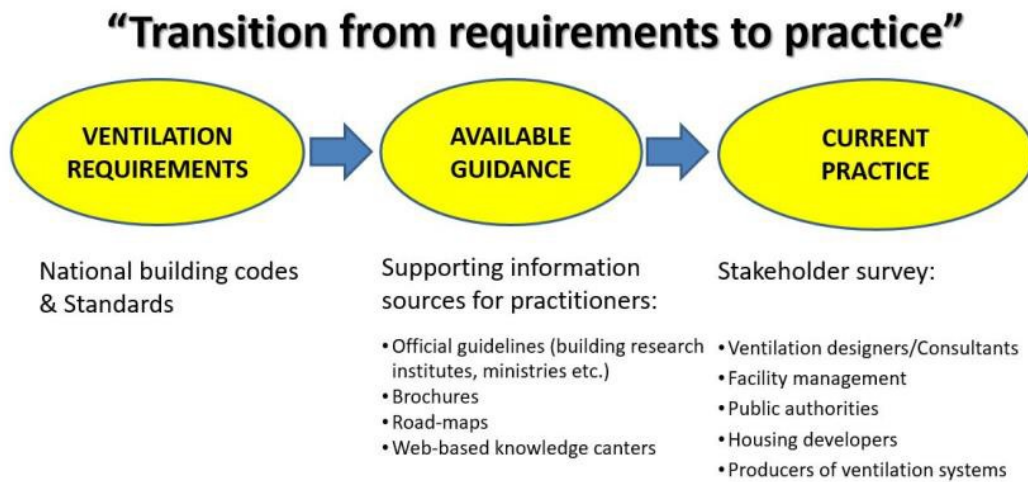 “Transition from requirements to practice”
VENTILATION
REQUIREMENTS
AVAILABLE
GUIDANCE
CURRENT
PRACTICE
National building codes
& Standards
Supporting information
sources for practitioners:
• Official guidelines (building research
institutes, ministries etc.)
• Brochures
• Road-maps
• Web-based knowledge canters
Stakeholder survey:
• Ventilation designers/Consultants
• Facility management
• Public authorities
• Housing developers
• Producers of ventilation systems